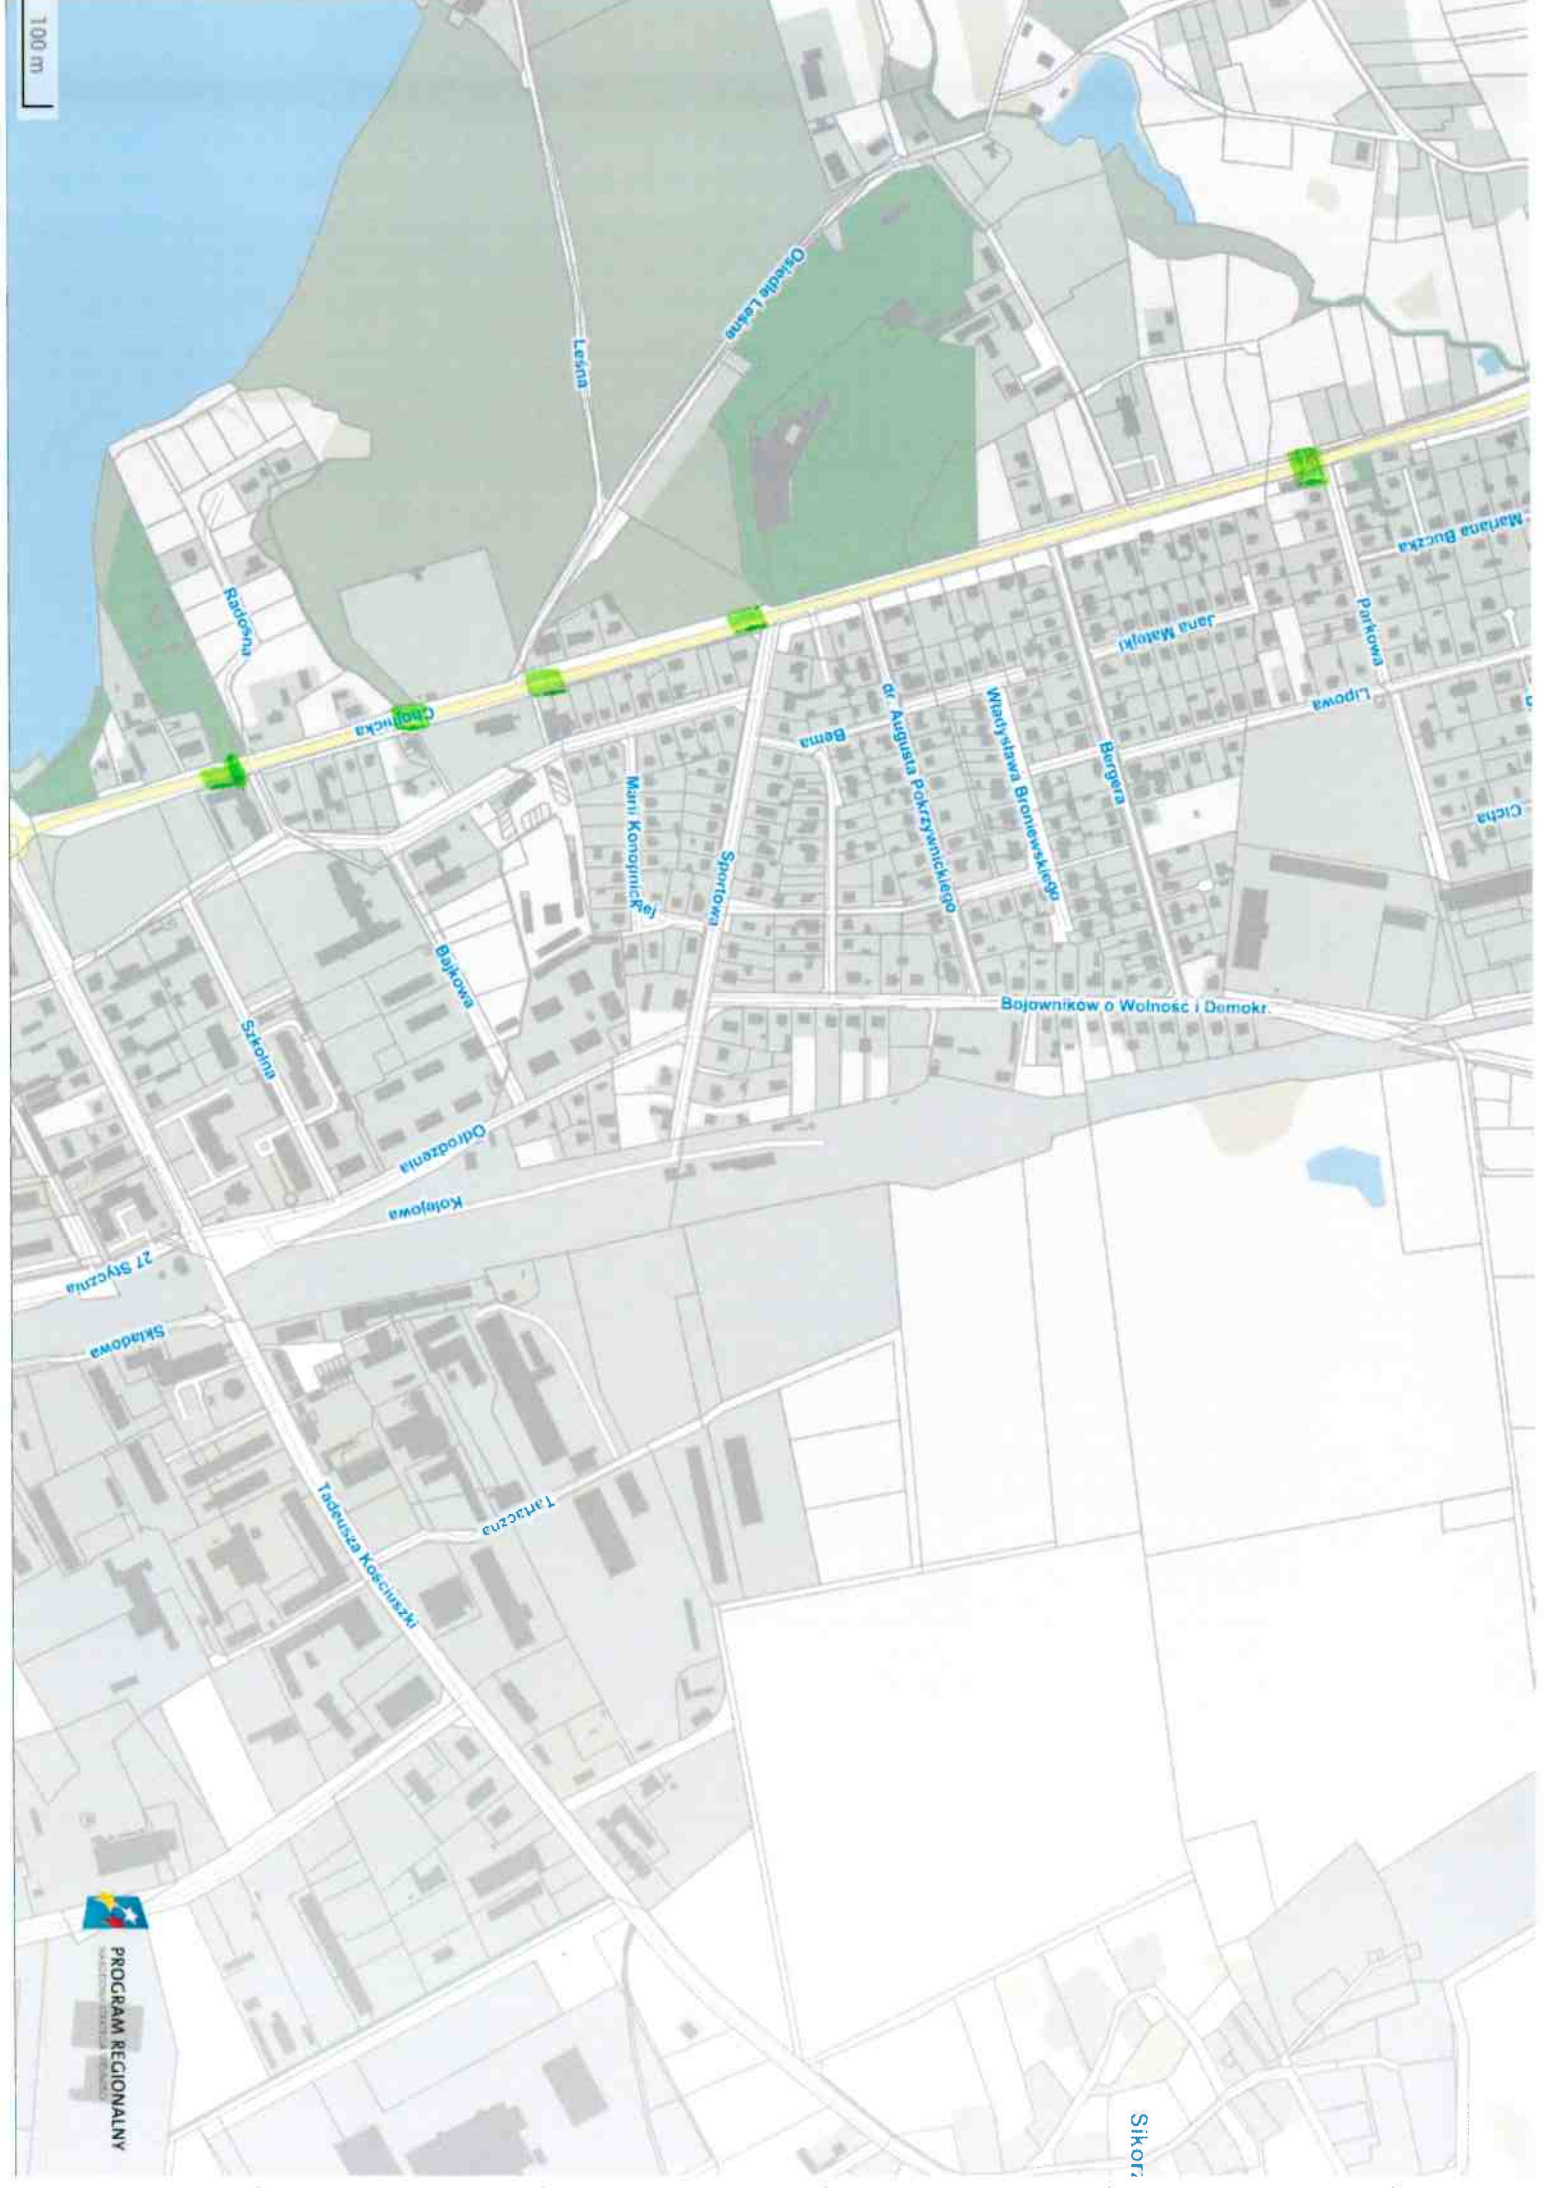 100 m
Osiedle Leśne
Leśna
Radosna
Chojnicka
Mariana Buczka
Parkowa
Jana Matejki
Lipowa
Bema
dr. Augusta Pokrzywnickiego
Władysława Broniewskiego
Bergera
Cicha
Marii Konopnickiej
Sportowa
Bajkowa
Szkolna
Bojowników o Wolność i Demokr.
Odrodzenia
Kolejowa
27 Stycznia
Składowa
Tadeusza Kościuszki
Tartaczna
PROGRAM REGIONALNY
Sikorz